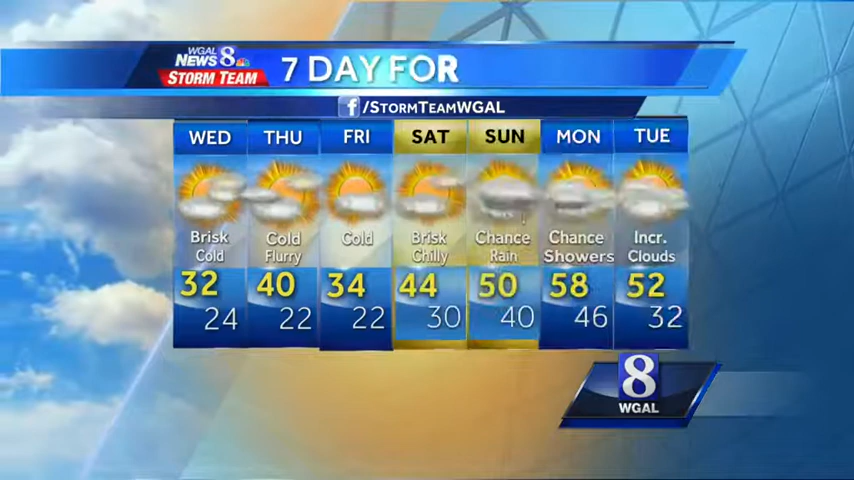 WGAL
NEWS 8
STORM TEAM
7 DAY FOR
f/STORMTEAMWGAL
WED THU FRI SAT SUN MON TUE
Brisk Cold Cold Brisk Chance Chance Incr.
Cold Flurry Chilly Rain Showers Clouds
32 40 34 44 50 58 52
24 22 22 30 40 46 32
8
WGAL